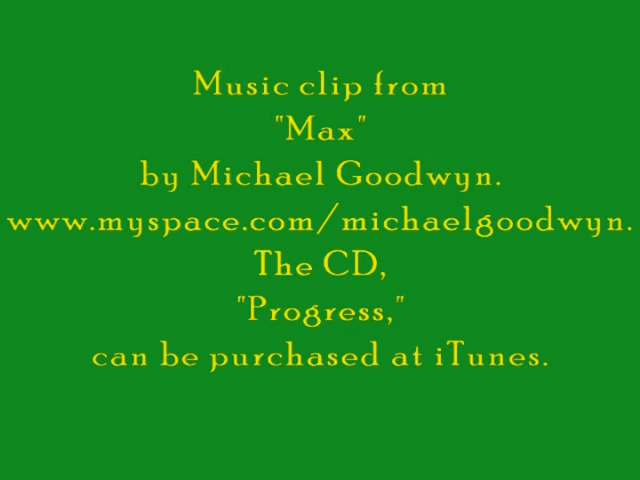 Music clip from
"Max"
by Michael Goodwyn.
www.myspace.com/michaelgoodwyn.
The CD,
"Progress,"
can be purchased at iTunes.